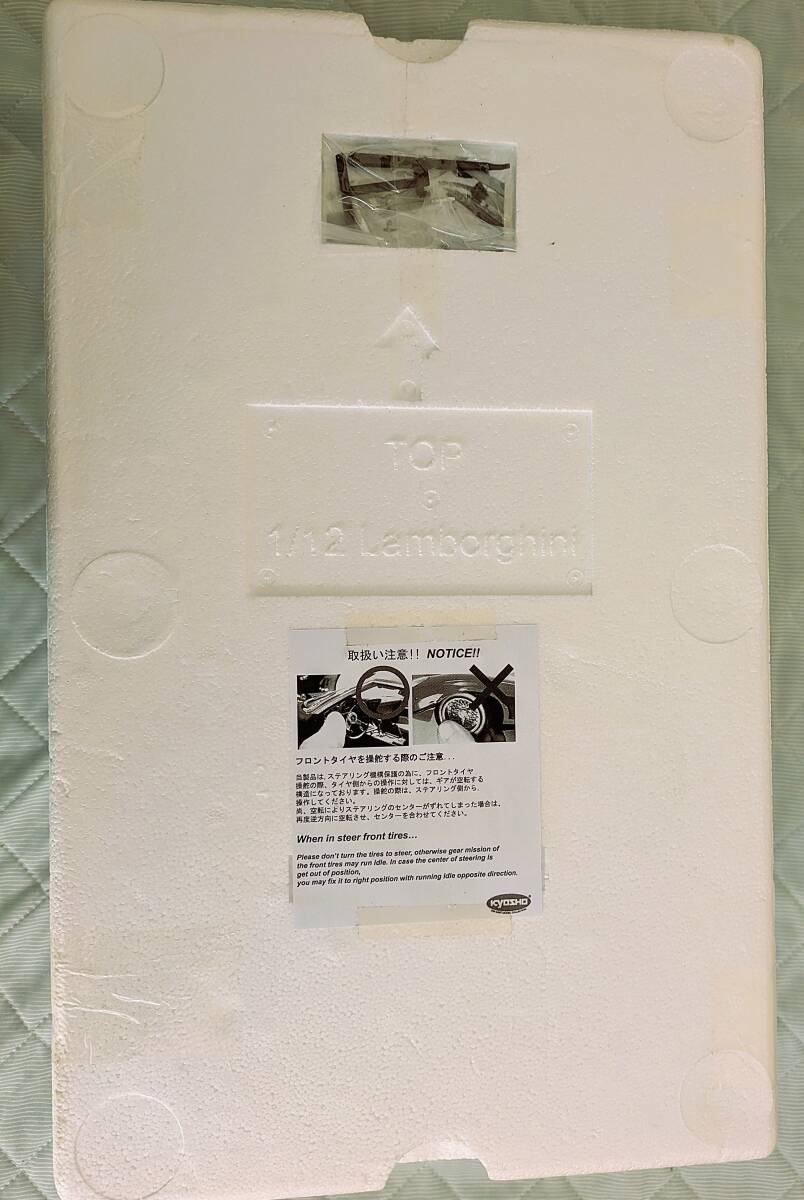 TOP
1/12 Lamborghini
取扱い注意!! NOTICE!!
フロントタイヤを操舵する際のご注意...
当製品は、ステアリング機構保護の為に、フロントタイヤ
操舵の際、タイヤ側からの操作に対しては、ギアが空転する
構造になっております。操舵の際は、ステアリング側から、
操作してください。
尚、空転によりステアリングのセンターがずれてしまった場合は、
再度逆方向に空転させ、センターを合わせてください。
When in steer front tires...
Please don't turn the tires to steer, otherwise gear mission of
the front tires may run idle. In case the center of steering is
get out of position,
you may fix it to right position with running idle opposite direction.
KYOSHO